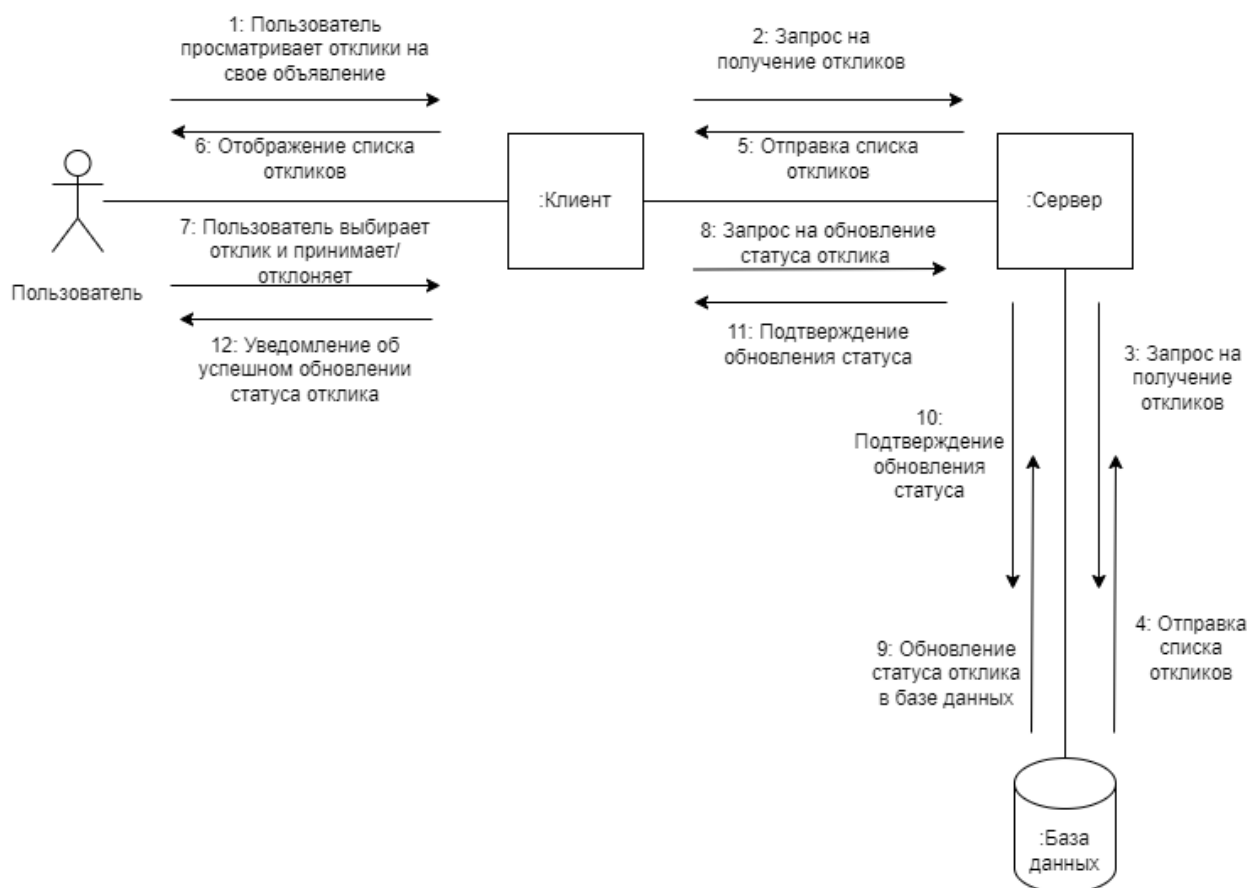 1: Пользователь
просматривает отклики на
свое объявление
2: Запрос на
получение откликов
6: Отображение списка
откликов
5: Отправка списка
откликов
:Клиент
:Сервер
Пользователь
7: Пользователь выбирает
отклик и принимает/
отклоняет
8: Запрос на обновление
статуса отклика
12: Уведомление об
успешном обновлении
статуса отклика
11: Подтверждение
обновления статуса
3: Запрос на
получение
откликов
10:
Подтверждение
обновления
статуса
9: Обновление
статуса отклика
в базе данных
4: Отправка
списка
откликов
:База
данных